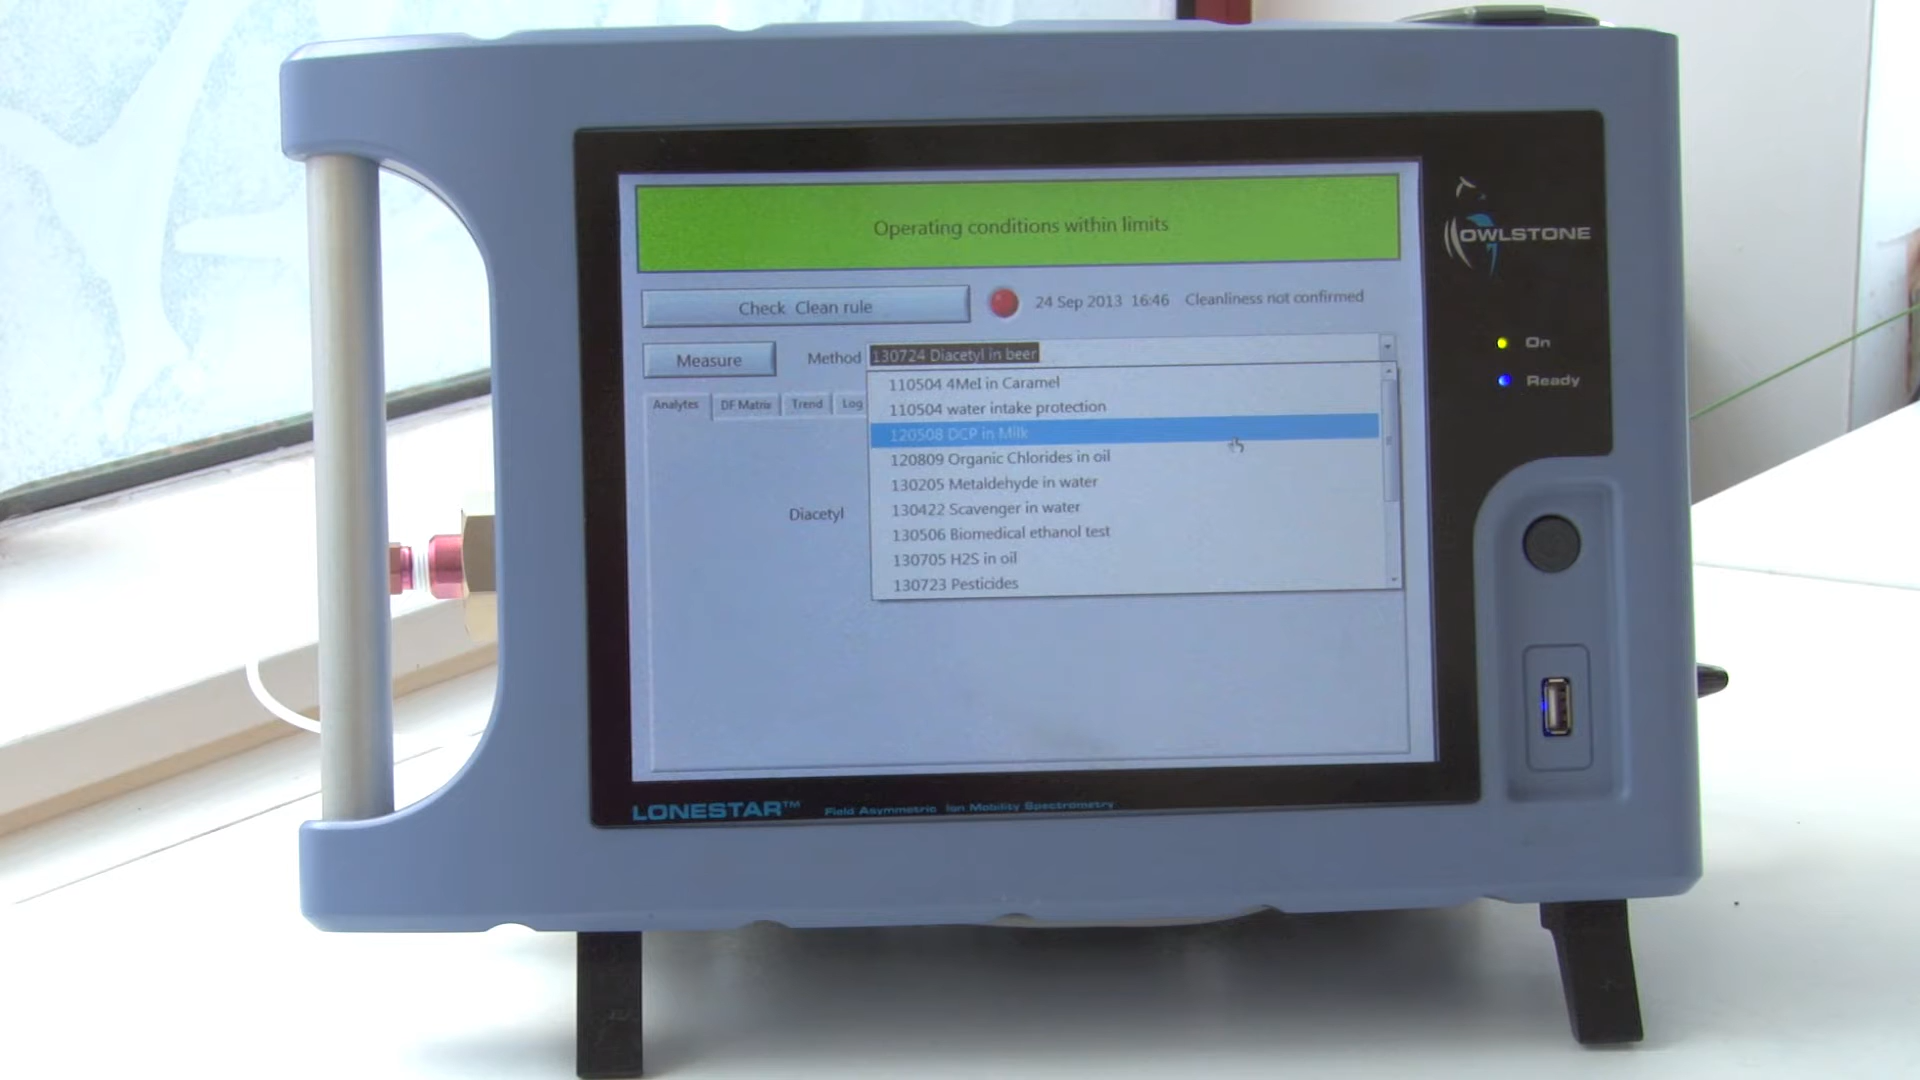 Operating conditions within limits
OWLSTONE
Check Clean rule
24 Sep 2013 16:46 Cleanliness not confirmed
On
Measure
Method
130724 Diacetyl in beer
Ready
Analytes
DF Matrix
Trend
Log
110504 4MeI in Caramel
110504 water intake protection
120508 DCP in Milk
120809 Organic Chlorides in oil
130205 Metaldehyde in water
130422 Scavenger in water
Diacetyl
130506 Biomedical ethanol test
130705 H2S in oil
130723 Pesticides
LONESTAR™ Field Asymmetric Ion Mobility Spectrometry